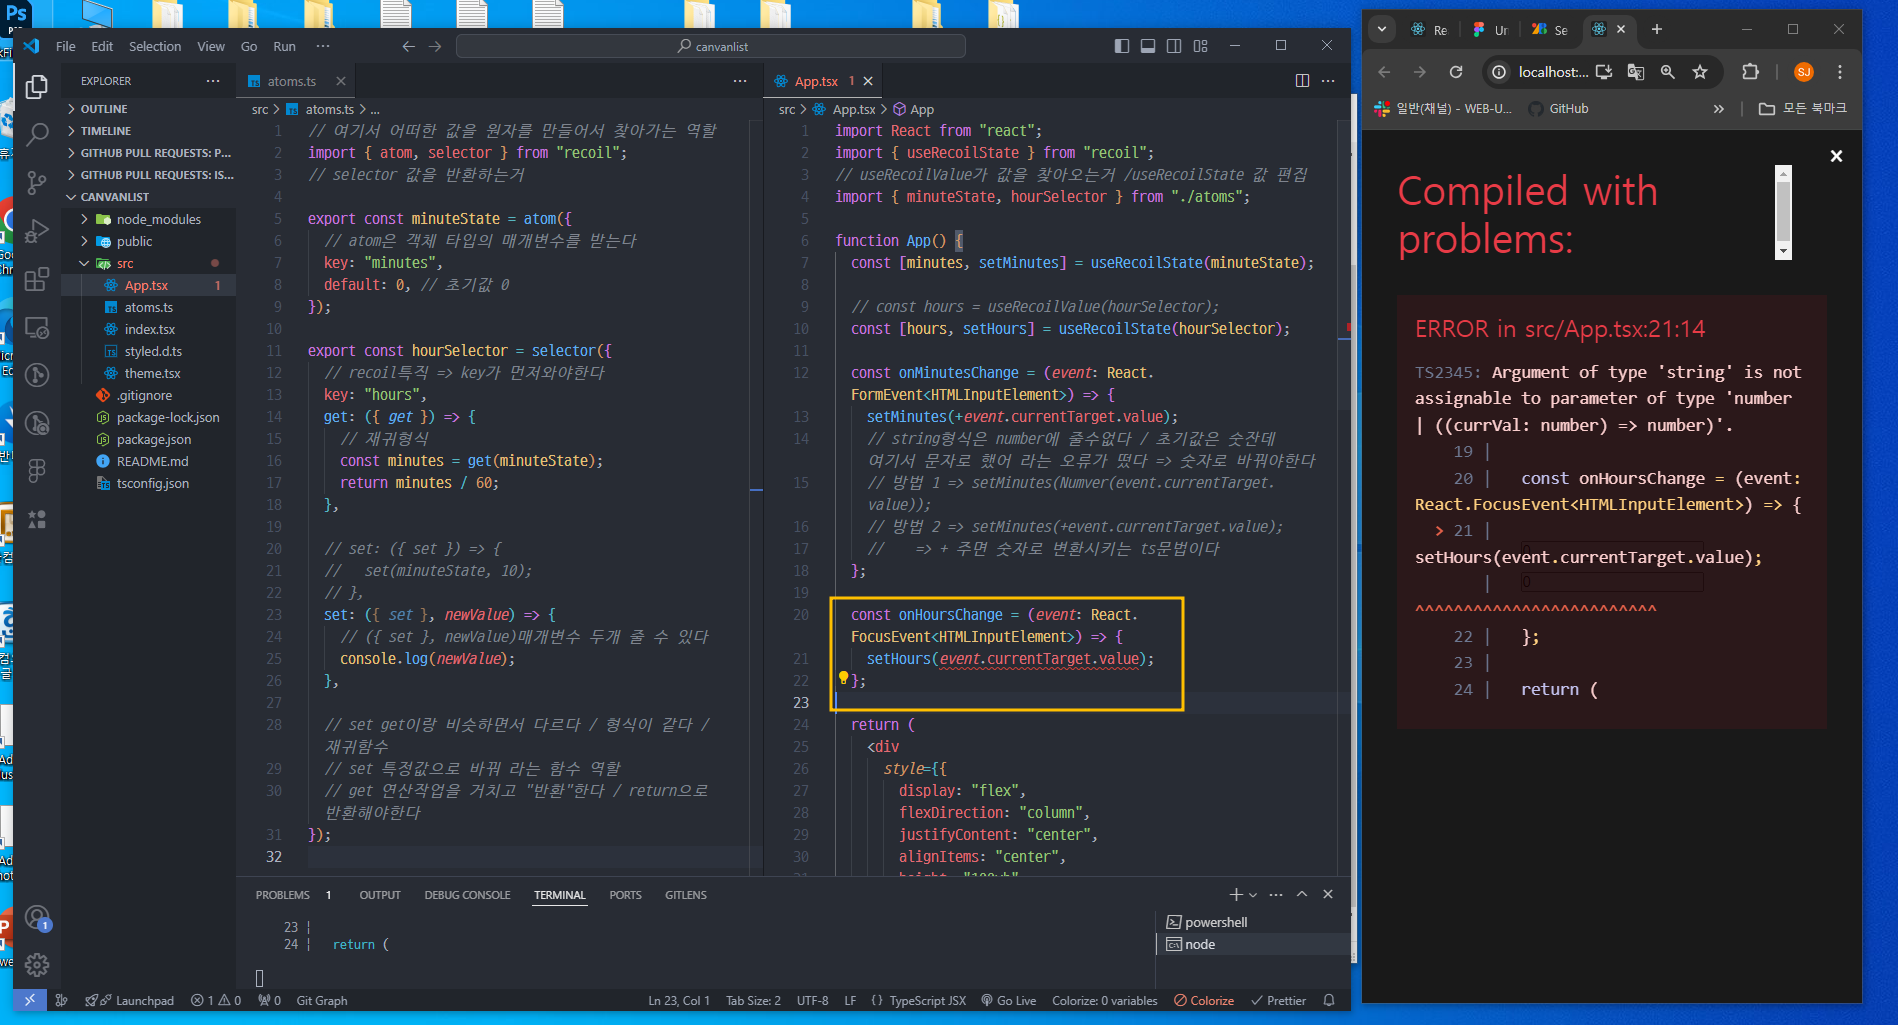 File Edit Selection View Go Run ···
canvanlist
EXPLORER
OUTLINE
TIMELINE
GITHUB PULL REQUESTS: P...
GITHUB PULL REQUESTS: IS...
CANVANLIST
node_modules
public
src
App.tsx 1
atoms.ts
index.tsx
styled.d.ts
theme.tsx
.gitignore
package-lock.json
package.json
README.md
tsconfig.json
atoms.ts
src > atoms.ts > ...
1 // 여기서 어떠한 값을 원자를 만들어서 찾아가는 역할
2 import { atom, selector } from "recoil";
3 // selector 값을 반환하는거
4
5 export const minuteState = atom({
6 // atom은 객체 타입의 매개변수를 받는다
7 key: "minutes",
8 default: 0, // 초기값 0
9 });
10
11 export const hourSelector = selector({
12 // recoil특직 => key가 먼저와야한다
13 key: "hours",
14 get: ({ get }) => {
15 // 재귀형식
16 const minutes = get(minuteState);
17 return minutes / 60;
18 },
19
20 // set: ({ set }) => {
21 //   set(minuteState, 10);
22 // },
23 set: ({ set }, newValue) => {
24 // ({ set }, newValue)매개변수 두개 줄 수 있다
25 console.log(newValue);
26 },
27
28 // set get이랑 비슷하면서 다르다 / 형식이 같다 /
재귀함수
29 // set 특정값으로 바꿔 라는 함수 역할
30 // get 연산작업을 거치고 "반환"한다 / return으로
반환해야한다
31 });
32
App.tsx 1
src > App.tsx > App
1 import React from "react";
2 import { useRecoilState } from "recoil";
3 // useRecoilValue가 값을 찾아오는거 /useRecoilState 값 편집
4 import { minuteState, hourSelector } from "./atoms";
5
6 function App() {
7 const [minutes, setMinutes] = useRecoilState(minuteState);
8
9 // const hours = useRecoilValue(hourSelector);
10 const [hours, setHours] = useRecoilState(hourSelector);
11
12 const onMinutesChange = (event: React.
FormEvent<HTMLInputElement>) => {
13 setMinutes(+event.currentTarget.value);
14 // string형식은 number에 줄수없다 / 초기값은 숫잔데
여기서 문자로 했어 라는 오류가 떴다 => 숫자로 바꿔야한다
15 // 방법 1 => setMinutes(Numver(event.currentTarget.
value));
16 // 방법 2 => setMinutes(+event.currentTarget.value);
17 //    => + 주면 숫자로 변환시키는 ts문법이다
18 };
19
20 const onHoursChange = (event: React.
FocusEvent<HTMLInputElement>) => {
21 setHours(event.currentTarget.value);
22 };
23
24 return (
25 <div
26 style={{
27 display: "flex",
28 flexDirection: "column",
29 justifyContent: "center",
30 alignItems: "center",
PROBLEMS 1 OUTPUT DEBUG CONSOLE TERMINAL PORTS GITLENS
23 |
24 | return (
powershell
node
Launchpad 1 0 0 Git Graph Ln 23, Col 1 Tab Size: 2 UTF-8 LF {} TypeScript JSX Go Live Colorize: 0 variables Colorize Prettier
Re Un Se
localhost:... SJ
일반(채널) - WEB-U... GitHub » 모든 북마크
Compiled with
problems:
ERROR in src/App.tsx:21:14
TS2345: Argument of type 'string' is not
assignable to parameter of type 'number
| ((currVal: number) => number)'.
19 |
20 | const onHoursChange = (event:
React.FocusEvent<HTMLInputElement>) => {
> 21 |
setHours(event.currentTarget.value);
| 0
^^^^^^^^^^^^^^^^^^^^^^^^^
22 | };
23 |
24 | return (